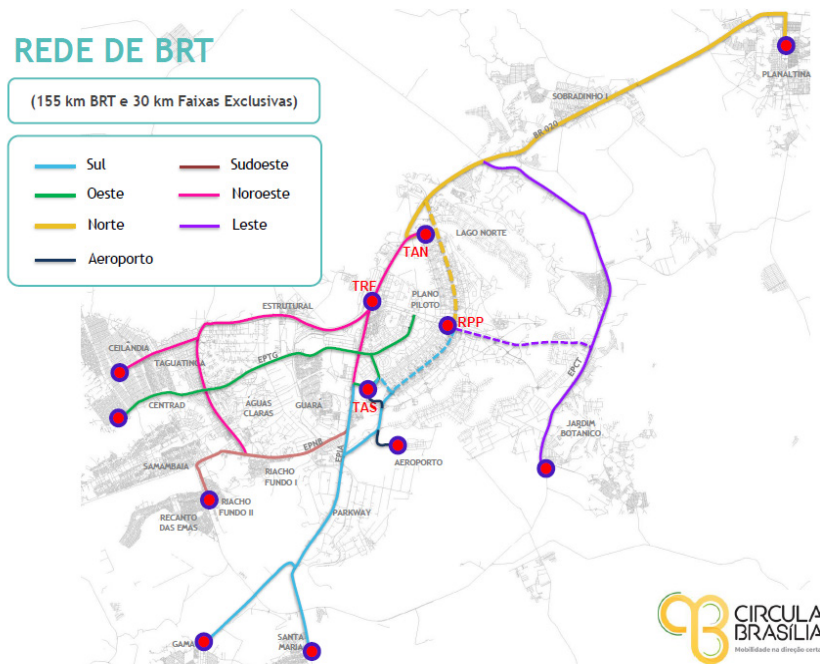 REDE DE BRT
(155 km BRT e 30 km Faixas Exclusivas)
Sul
Sudoeste
Oeste
Noroeste
Norte
Leste
Aeroporto
PLANALTINA
SOBRADINHO I
BR 020
LAGO NORTE
TAN
TRF
PLANO
PILOTO
ESTRUTURAL
RPP
CEILÂNDIA
TAGUATINGA
EPTG
EPCT
CENTRAD
AGUAS
CLARAS
GUARÁ
TAS
JARDIM
BOTANICO
EPNB
EPIA
AEROPORTO
SAMAMBAIA
RIACHO
FUNDO I
RIACHO
FUNDO II
RECANTO
DAS EMAS
PARKWAY
GAMA
SANTA
MARIA
CIRCULA
BRASÍLIA
Mobilidade na direção certa